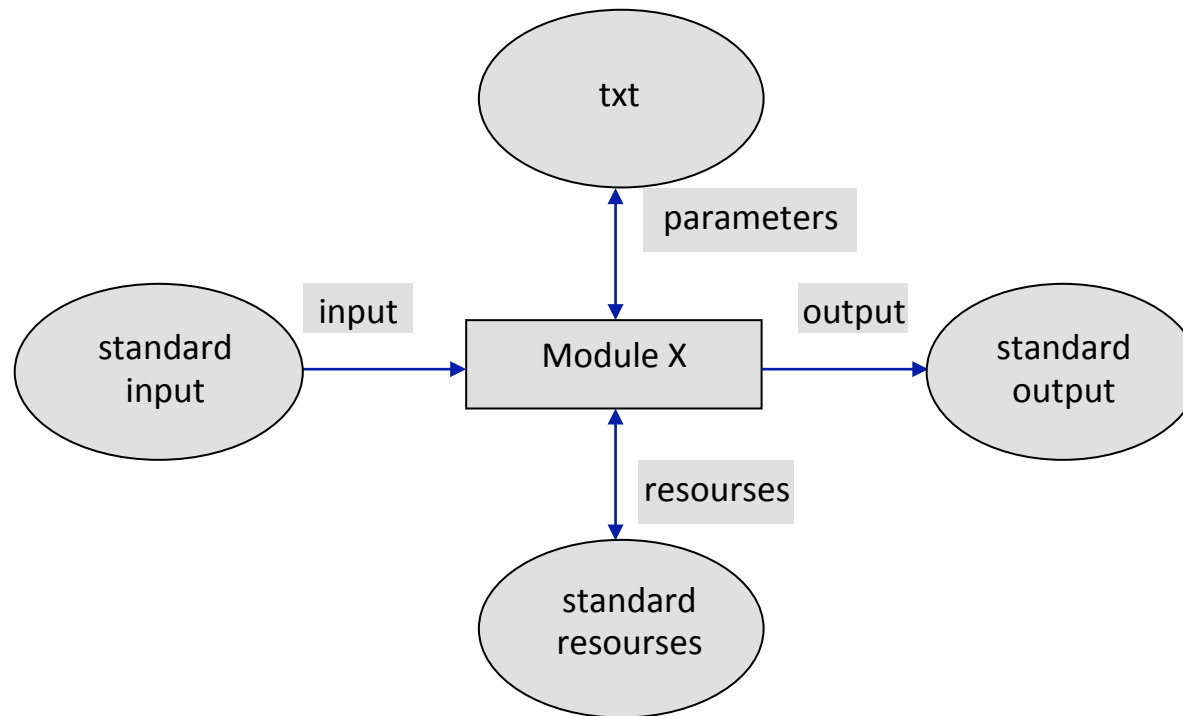 txt
parameters
input
output
standard
input
Module X
standard
output
resourses
standard
resourses